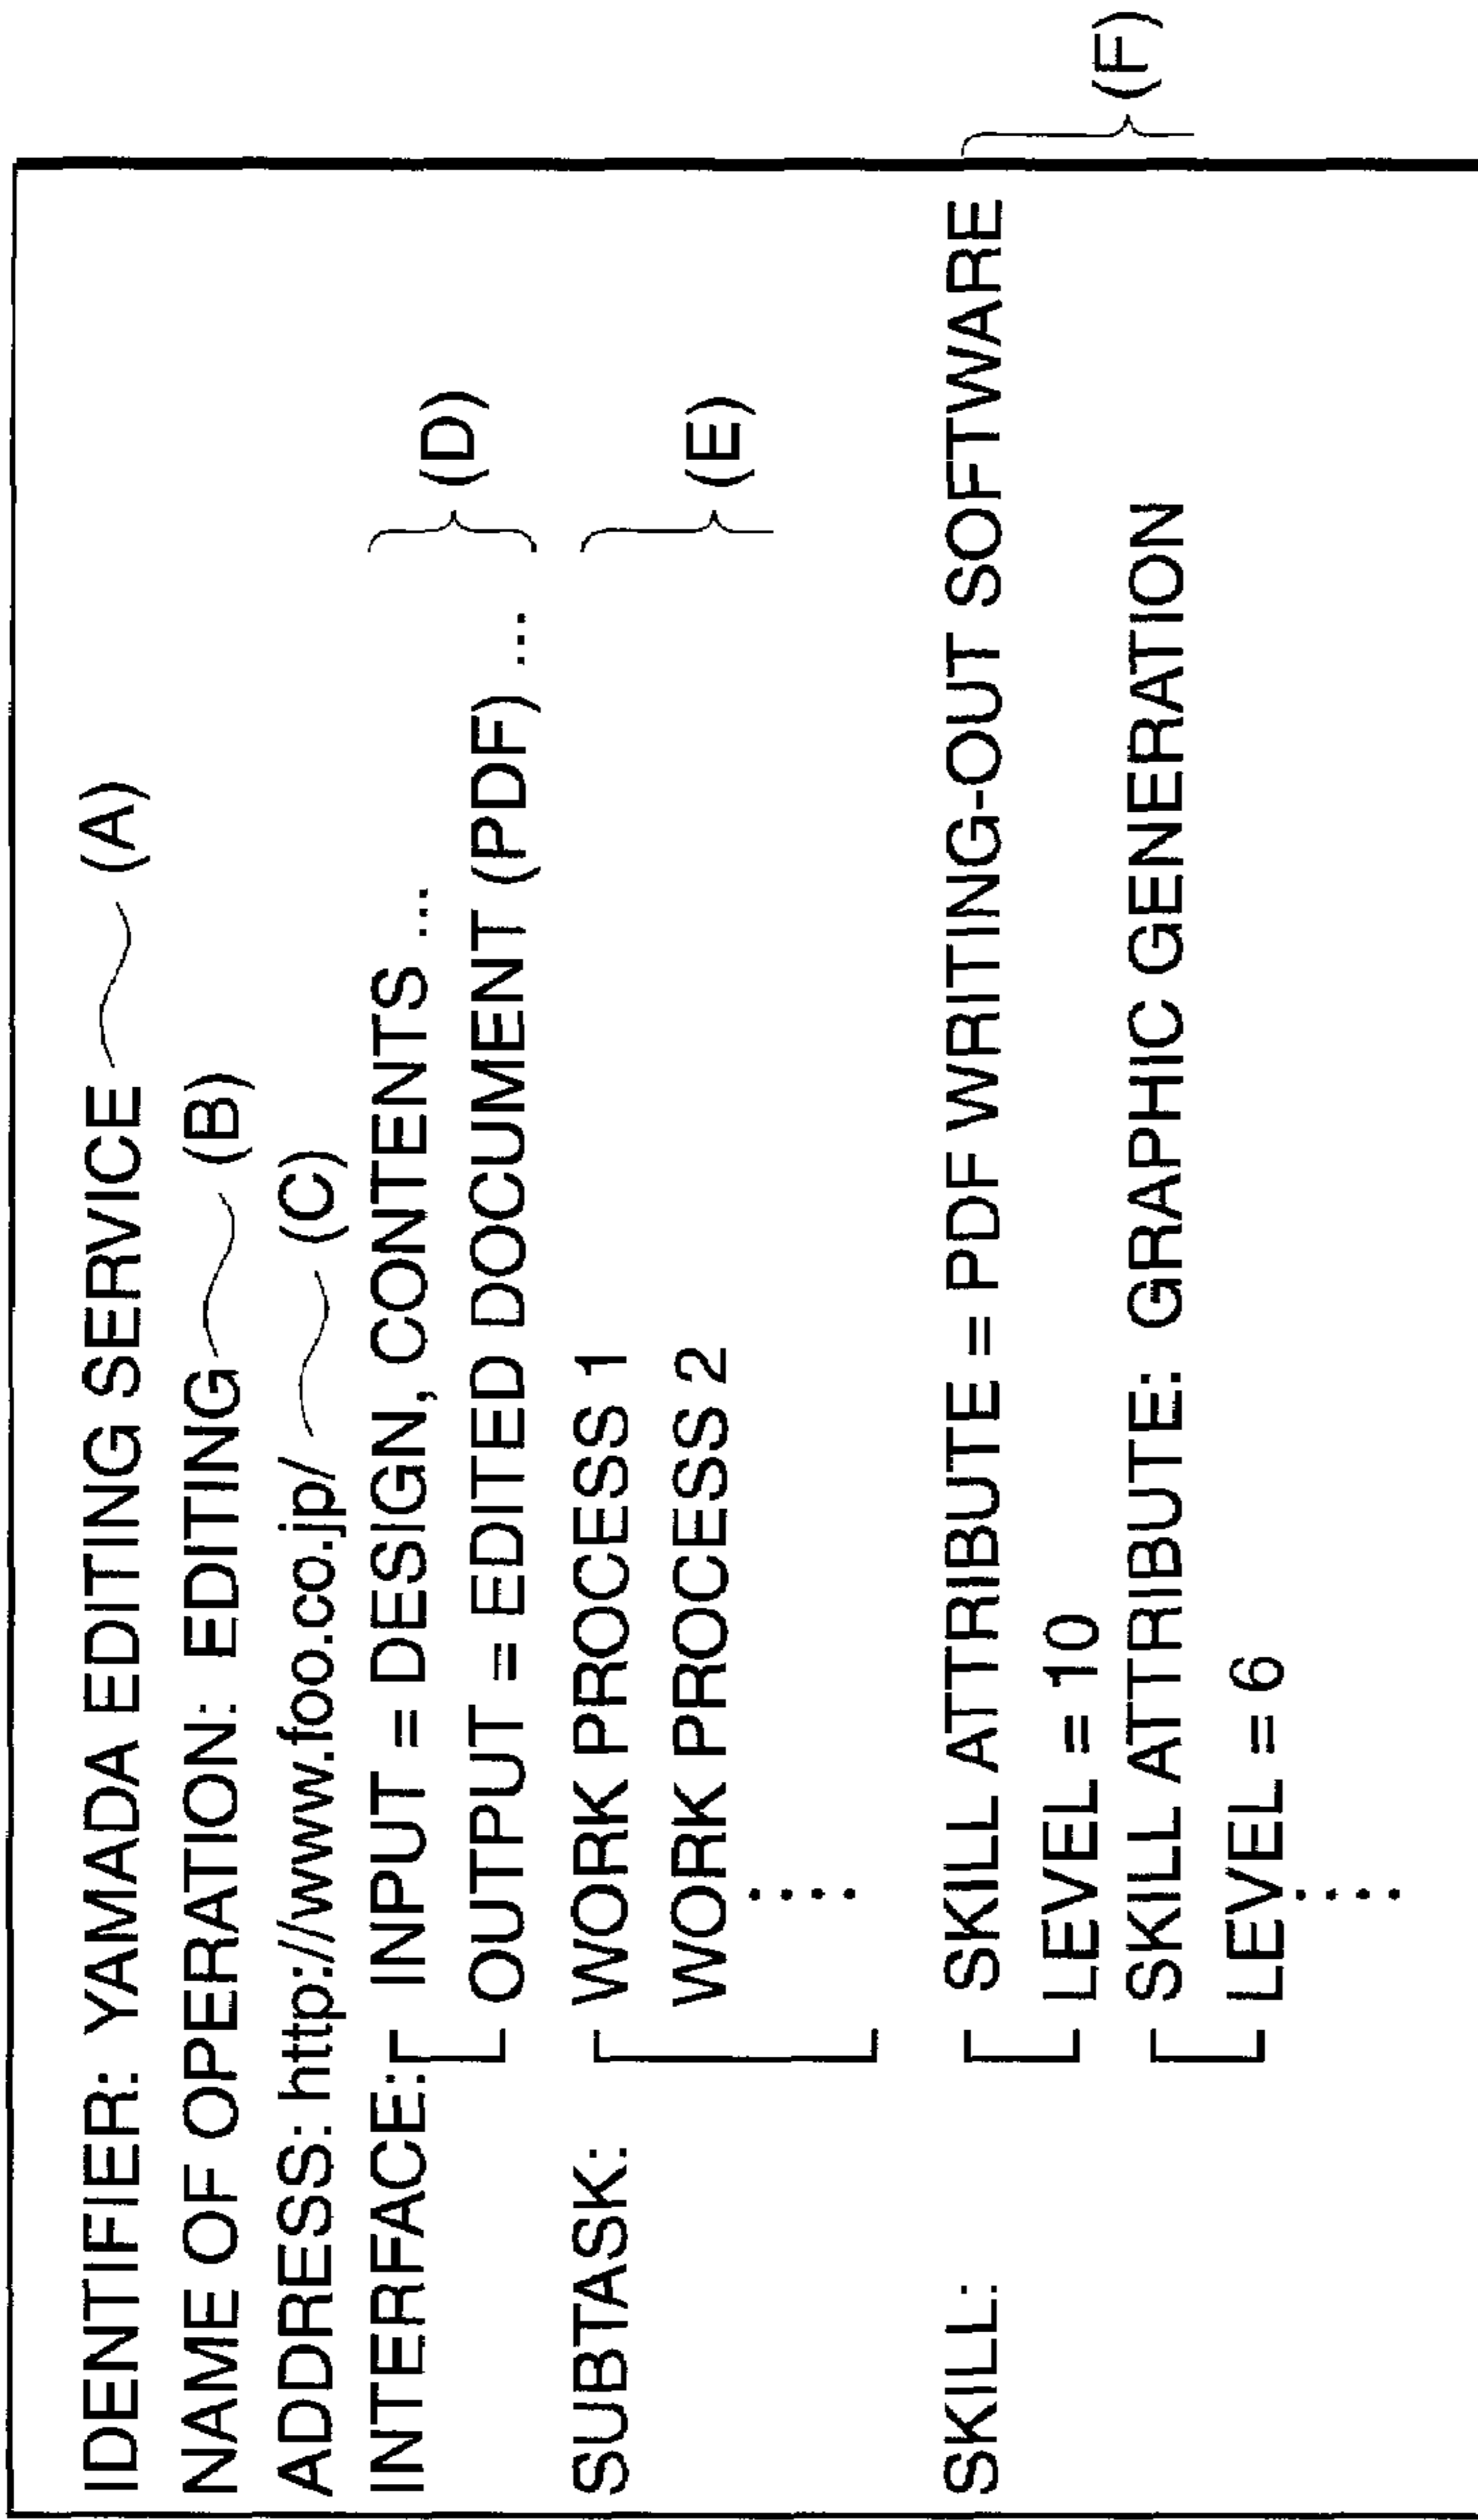 IDENTIFIER: YAMADA EDITING SERVICE (A)
NAME OF OPERATION: EDITING (B)
ADDRESS: http://www.foo.co.jp/ (C)
INTERFACE: INPUT = DESIGN, CONTENTS ...
OUTPUT = EDITED DOCUMENT (PDF) ...
(D)
SUBTASK: WORK PROCESS 1
WORK PROCESS 2
....
(E)
SKILL: SKILL ATTRIBUTE = PDF WRITING-OUT SOFTWARE
LEVEL = 10
SKILL ATTRIBUTE: GRAPHIC GENERATION
LEVEL = 6
....
(F)